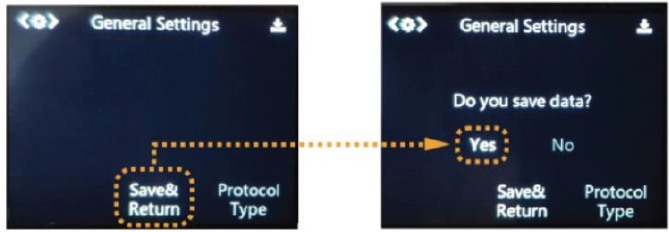 General Settings
Save&
Return
Protocol
Type
General Settings
Do you save data?
Yes No
Save&
Return
Protocol
Type